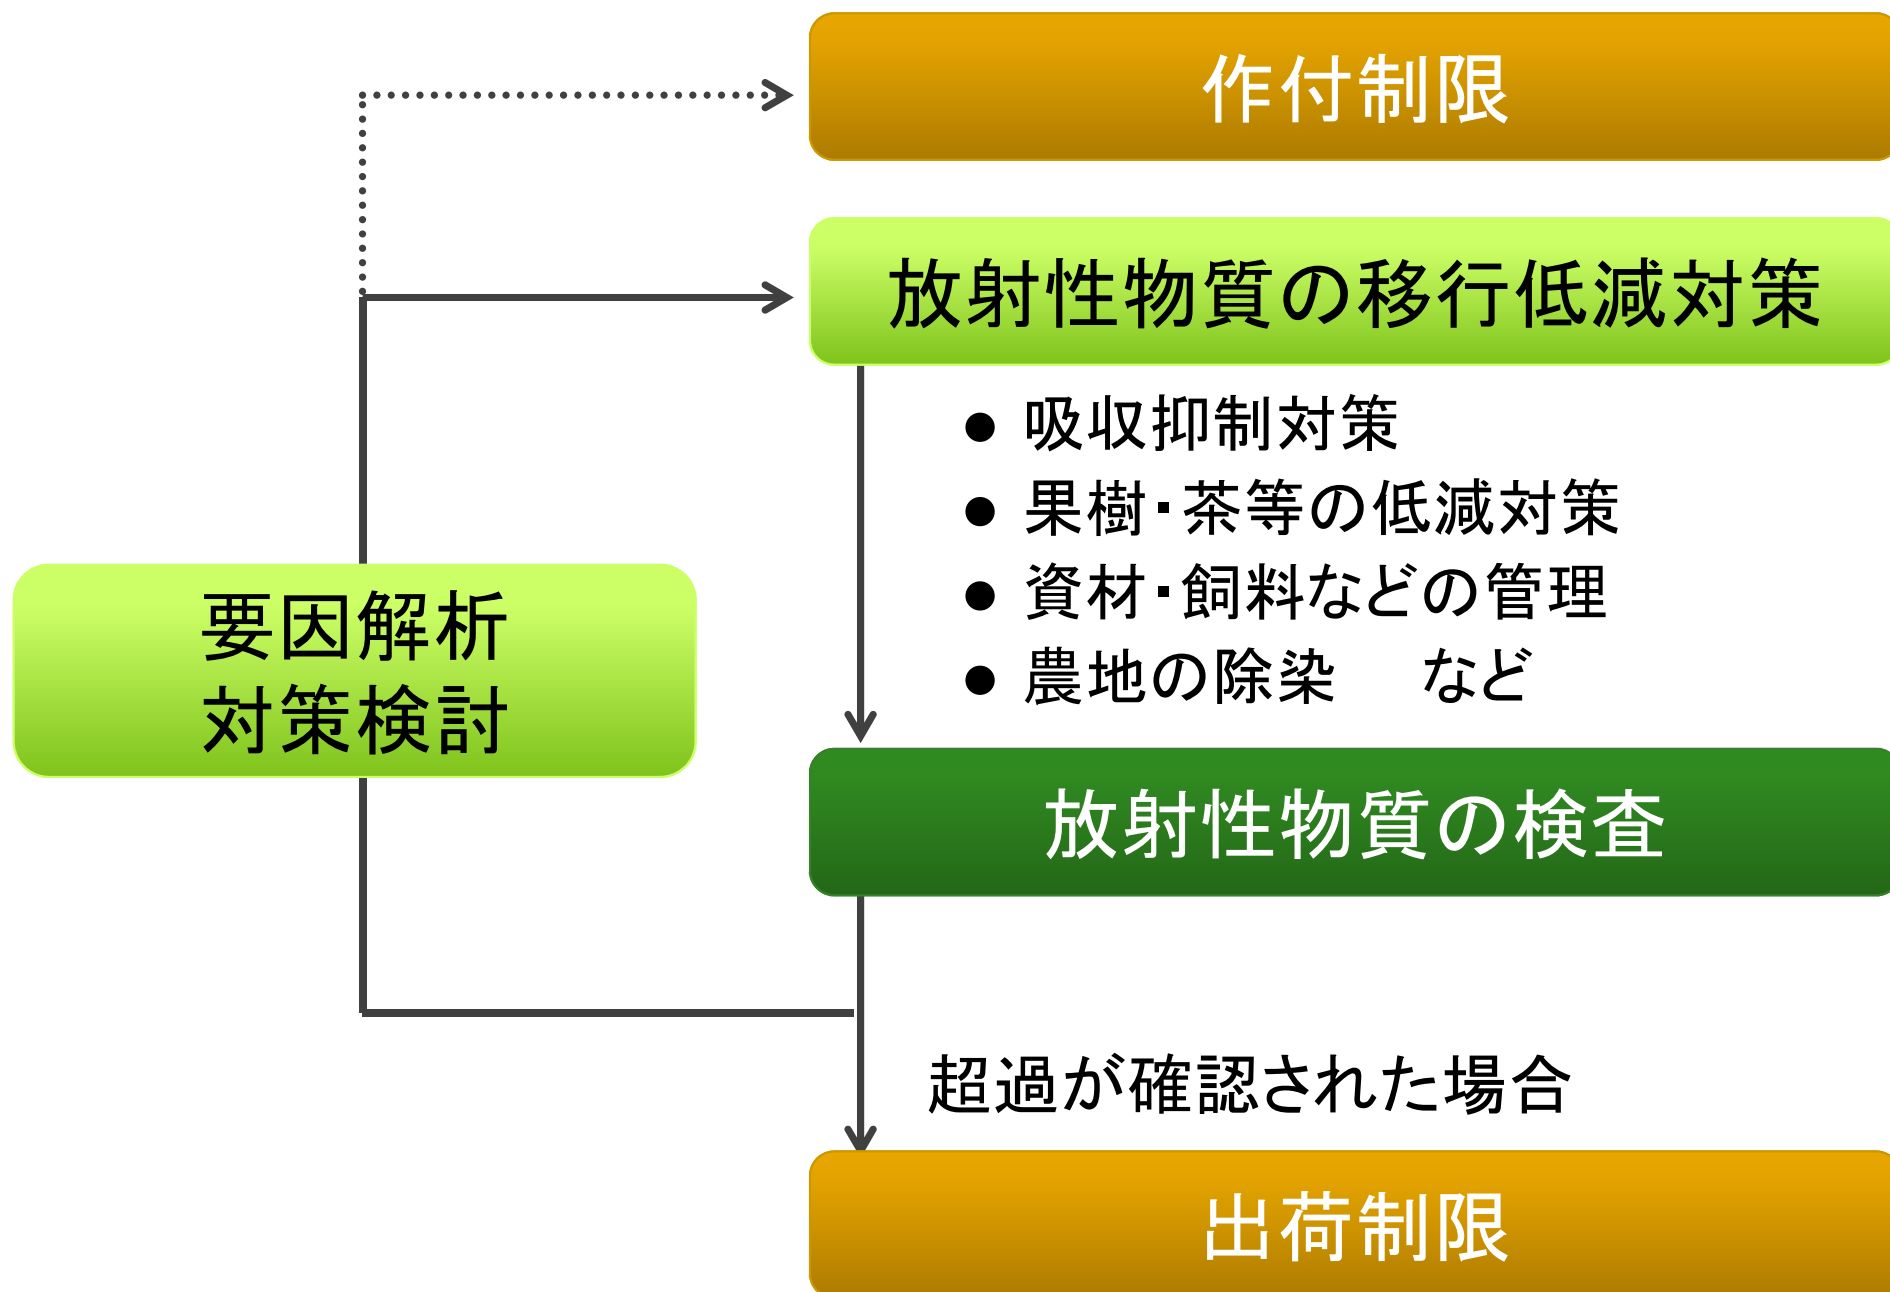 作付制限
放射性物質の移行低減対策
● 吸収抑制対策
● 果樹・茶等の低減対策
● 資材・飼料などの管理
● 農地の除染　など
要因解析
対策検討
放射性物質の検査
超過が確認された場合
出荷制限